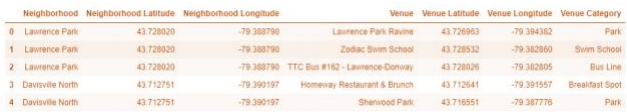 Neighborhood Neighborhood Latitude Neighborhood Longitude Venue Venue Latitude Venue Longitude Venue Category
0 Lawrence Park 43.728020 -79.388790 Lawrence Park Ravine 43.726963 -79.394382 Park
1 Lawrence Park 43.728020 -79.388790 Zodiac Swim School 43.728532 -79.382860 Swim School
2 Lawrence Park 43.728020 -79.388790 TTC Bus #162 - Lawrence-Donway 43.728026 -79.382805 Bus Line
3 Davisville North 43.712751 -79.390197 Homeway Restaurant & Brunch 43.712641 -79.391557 Breakfast Spot
4 Davisville North 43.712751 -79.390197 Sherwood Park 43.716551 -79.387776 Park